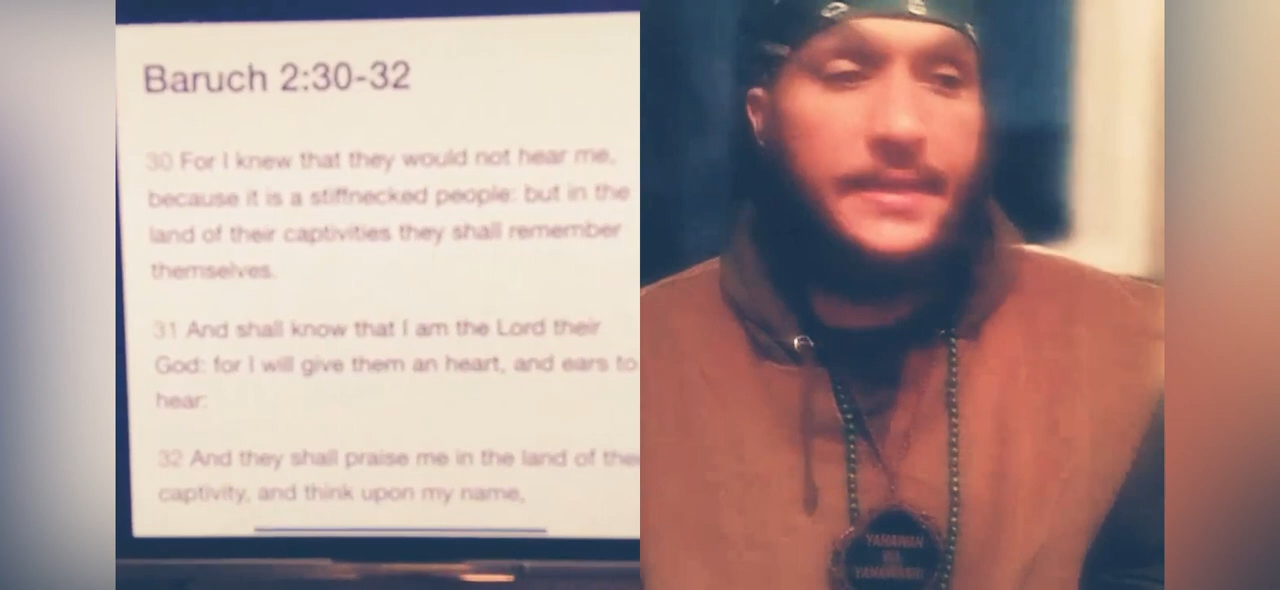 Baruch 2:30-32
30 For I knew that they would not hear me,
because it is a stiffnecked people: but in the
land of their captivities they shall remember
themselves.
31 And shall know that I am the Lord their
God: for I will give them an heart, and ears to
hear:
32 And they shall praise me in the land of
captivity, and think upon my name,